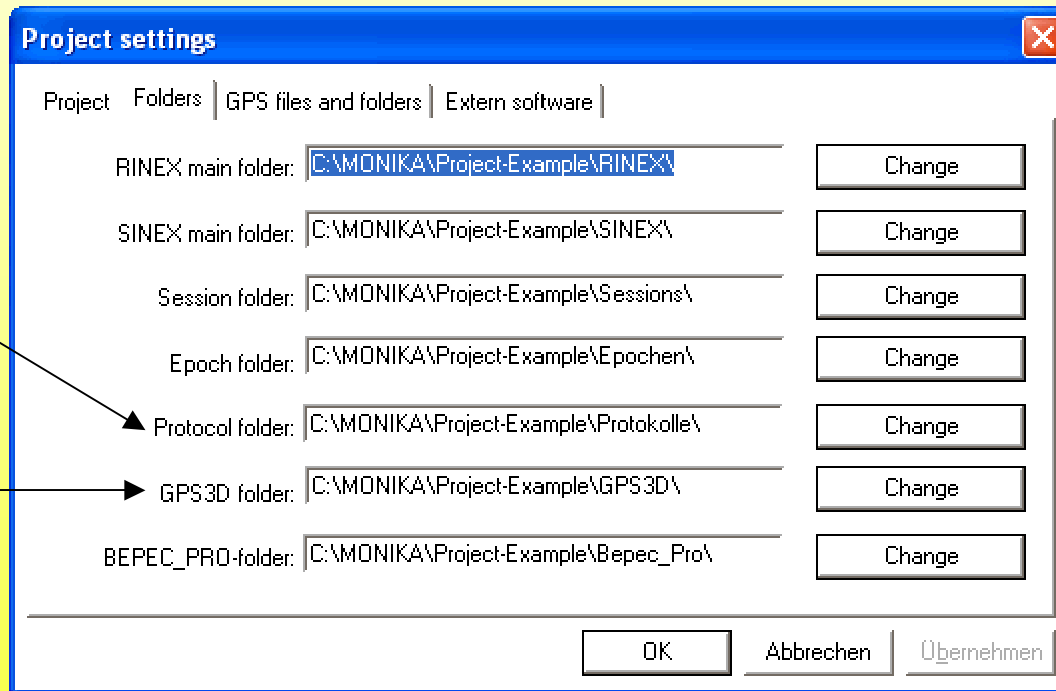 Project settings
Project Folders GPS files and folders Extern software
RINEX main folder: C:\MONIKA\Project-Example\RINEX\ Change
SINEX main folder: C:\MONIKA\Project-Example\SINEX\ Change
Session folder: C:\MONIKA\Project-Example\Sessions\ Change
Epoch folder: C:\MONIKA\Project-Example\Epochen\ Change
Protocol folder: C:\MONIKA\Project-Example\Protokolle\ Change
GPS3D folder: C:\MONIKA\Project-Example\GPS3D\ Change
BEPEC_PRO-folder: C:\MONIKA\Project-Example\Bepec_Pro\ Change
OK Abbrechen Übernehmen